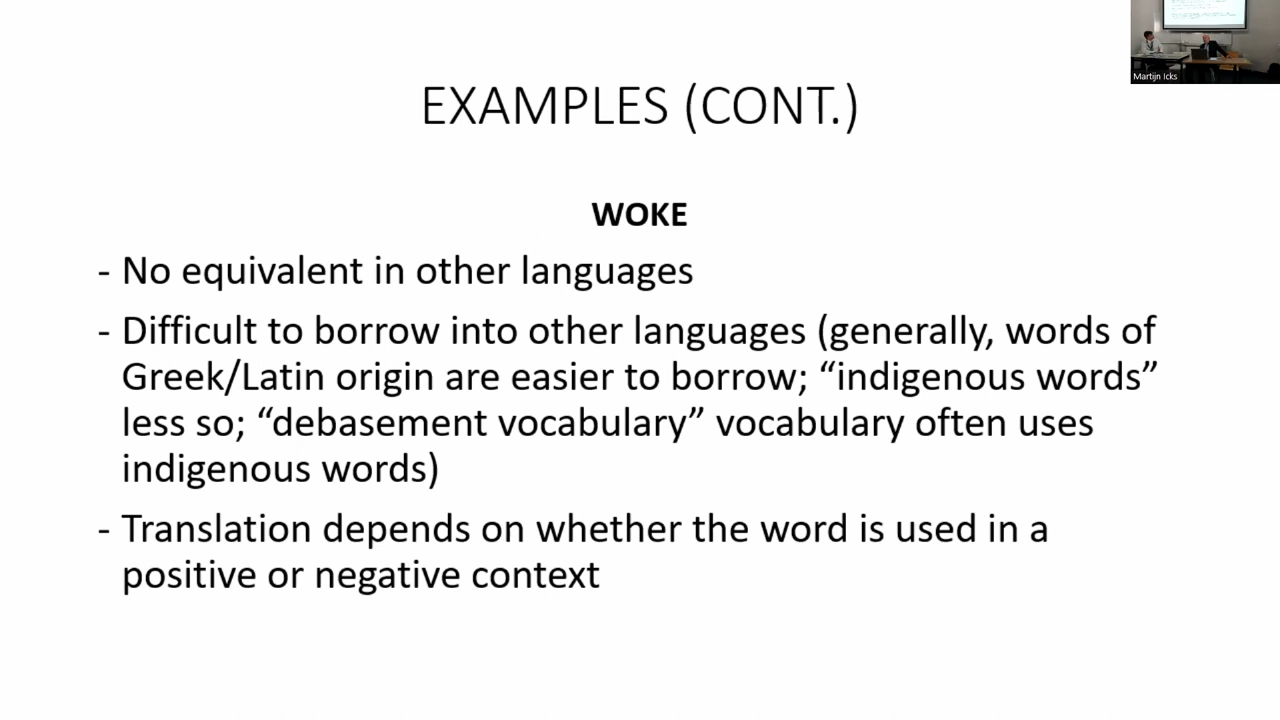 EXAMPLES (CONT.)
WOKE
- No equivalent in other languages
- Difficult to borrow into other languages (generally, words of
Greek/Latin origin are easier to borrow; “indigenous words”
less so; “debasement vocabulary” vocabulary often uses
indigenous words)
- Translation depends on whether the word is used in a
positive or negative context
Martijn Icks